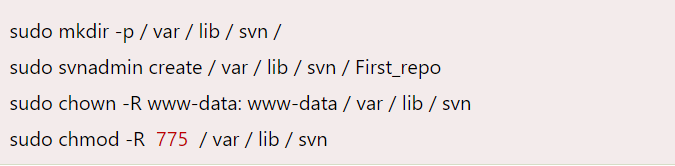 sudo mkdir -p / var / lib / svn /
sudo svnadmin create / var / lib / svn / First_repo
sudo chown -R www-data: www-data / var / lib / svn
sudo chmod -R 775 / var / lib / svn